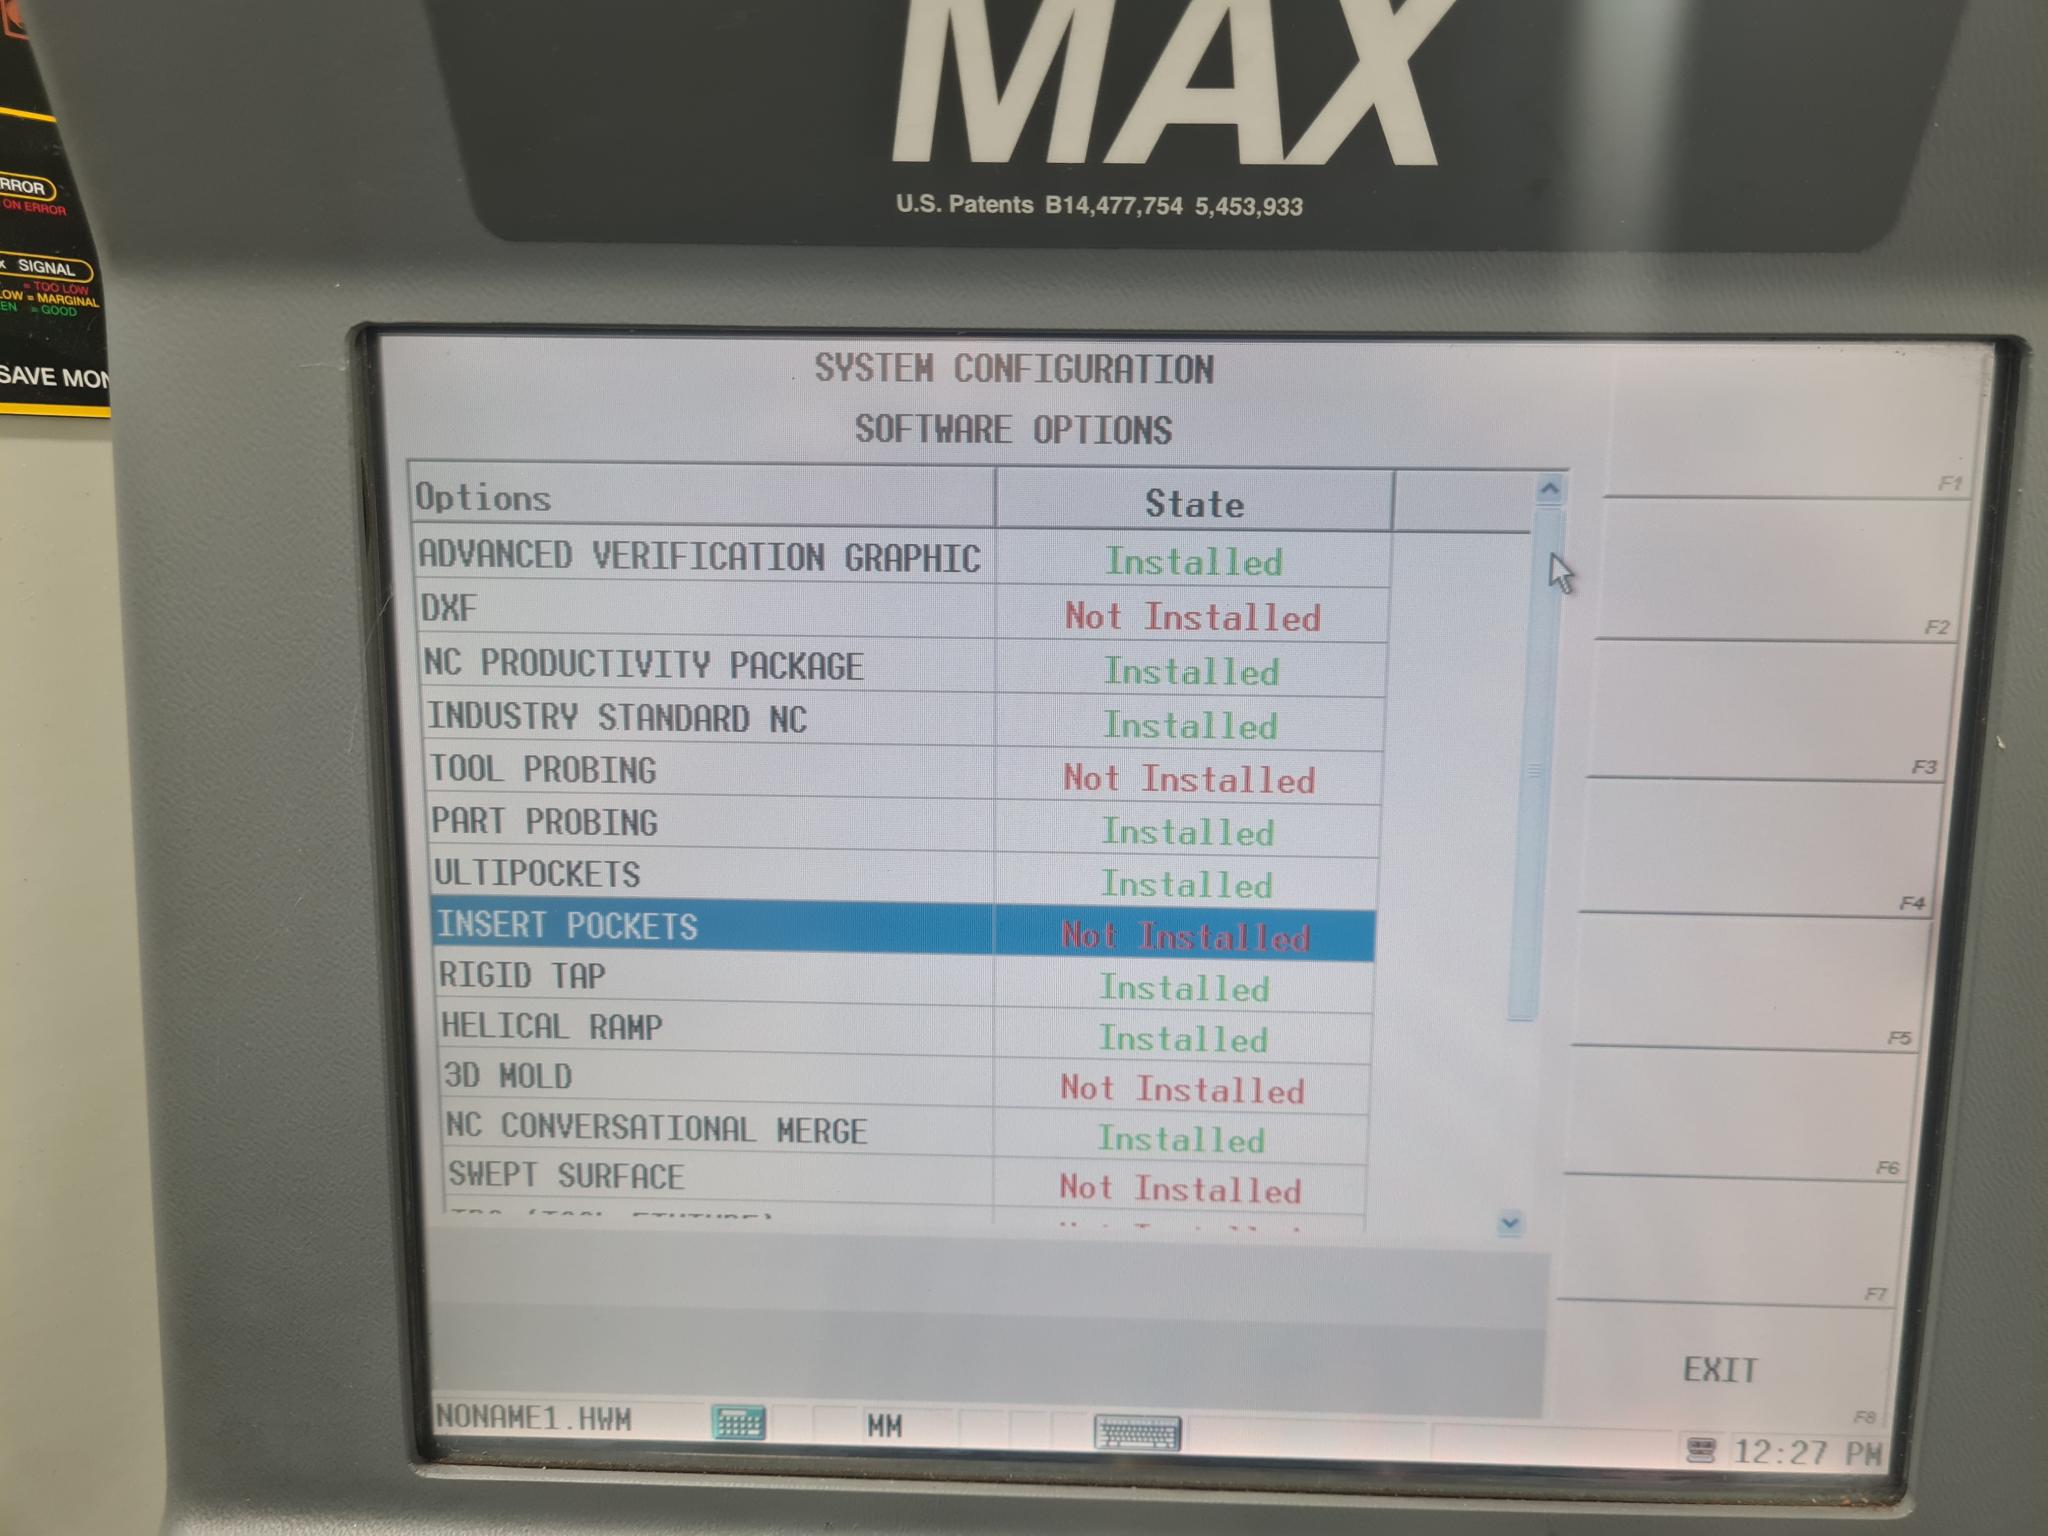 MAX
U.S. Patents B14,477,754 5,453,933
RROR
ON ERROR
SIGNAL
= TOO LOW
LOW = MARGINAL
EEN = GOOD
SAVE MON
SYSTEM CONFIGURATION
SOFTWARE OPTIONS
Options State
ADVANCED VERIFICATION GRAPHIC Installed
DXF Not Installed
NC PRODUCTIVITY PACKAGE Installed
INDUSTRY STANDARD NC Installed
TOOL PROBING Not Installed
PART PROBING Installed
ULTIPOCKETS Installed
INSERT POCKETS Not Installed
RIGID TAP Installed
HELICAL RAMP Installed
3D MOLD Not Installed
NC CONVERSATIONAL MERGE Installed
SWEPT SURFACE Not Installed
F1
F2
F3
F4
F5
F6
F7
EXIT
F8
NONAME1.HWM MM 12:27 PM